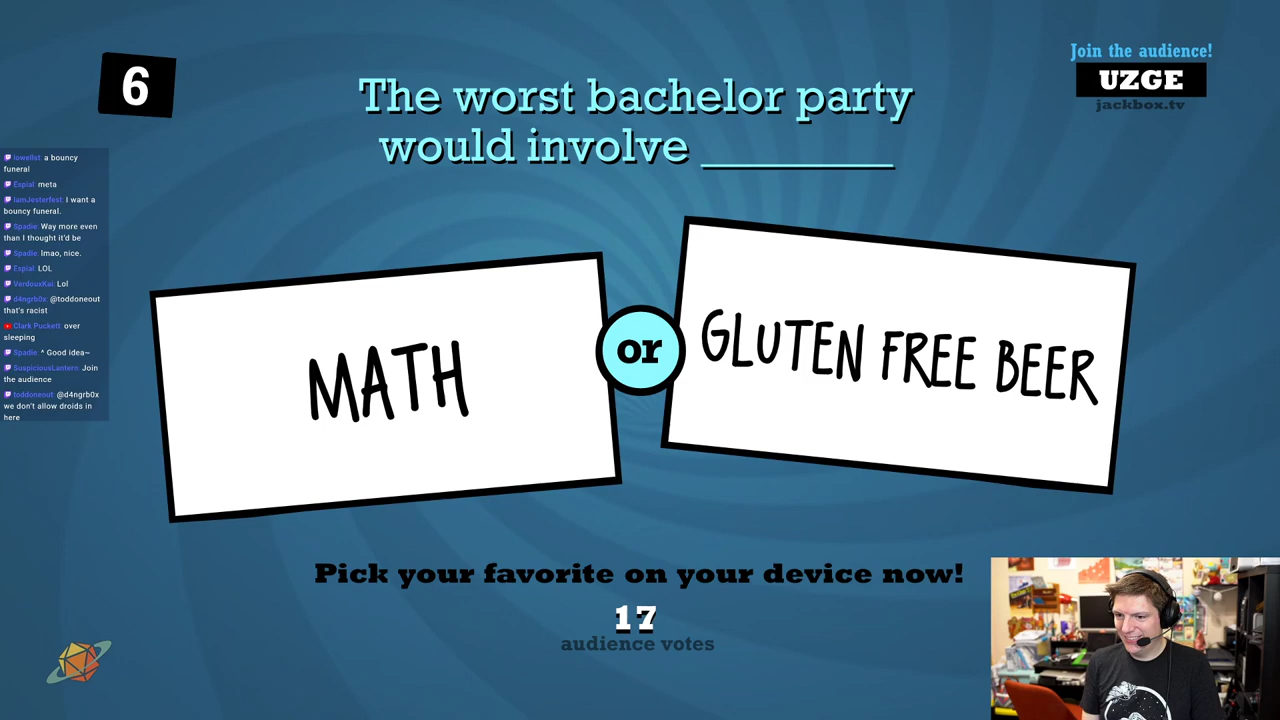 6
The worst bachelor party
would involve ________
Join the audience!
UZGE
jackbox.tv
lowellst: a bouncy
funeral
Espial: meta
IamJesterfest: I want a
bouncy funeral.
Spadie: Way more even
than I thought it'd be
Spadie: lmao, nice.
Espial: LOL
VerdouxKai: Lol
d4ngrb0x: @toddoneout
that's racist
Clark Puckett: over
sleeping
Spadie: ^ Good idea~
SuspiciousLantern: Join
the audience
toddoneout: @d4ngrb0x
we don't allow droids in
here
MATH
or
GLUTEN FREE BEER
Pick your favorite on your device now!
17
audience votes